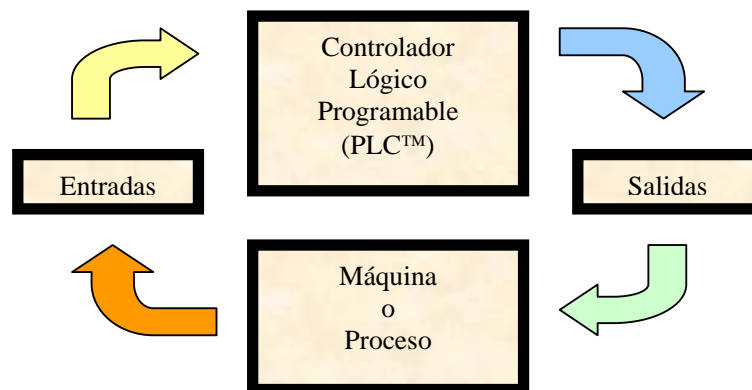 Controlador
Lógico
Programable
(PLC™)
Entradas
Salidas
Máquina
o
Proceso